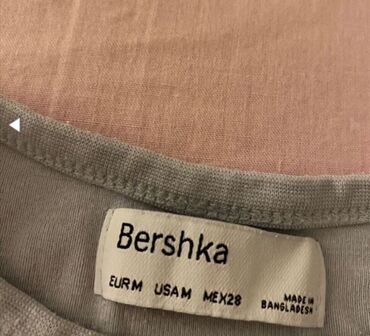 Bershka
EUR M USA M MEX 28
MADE IN
BANGLADESH